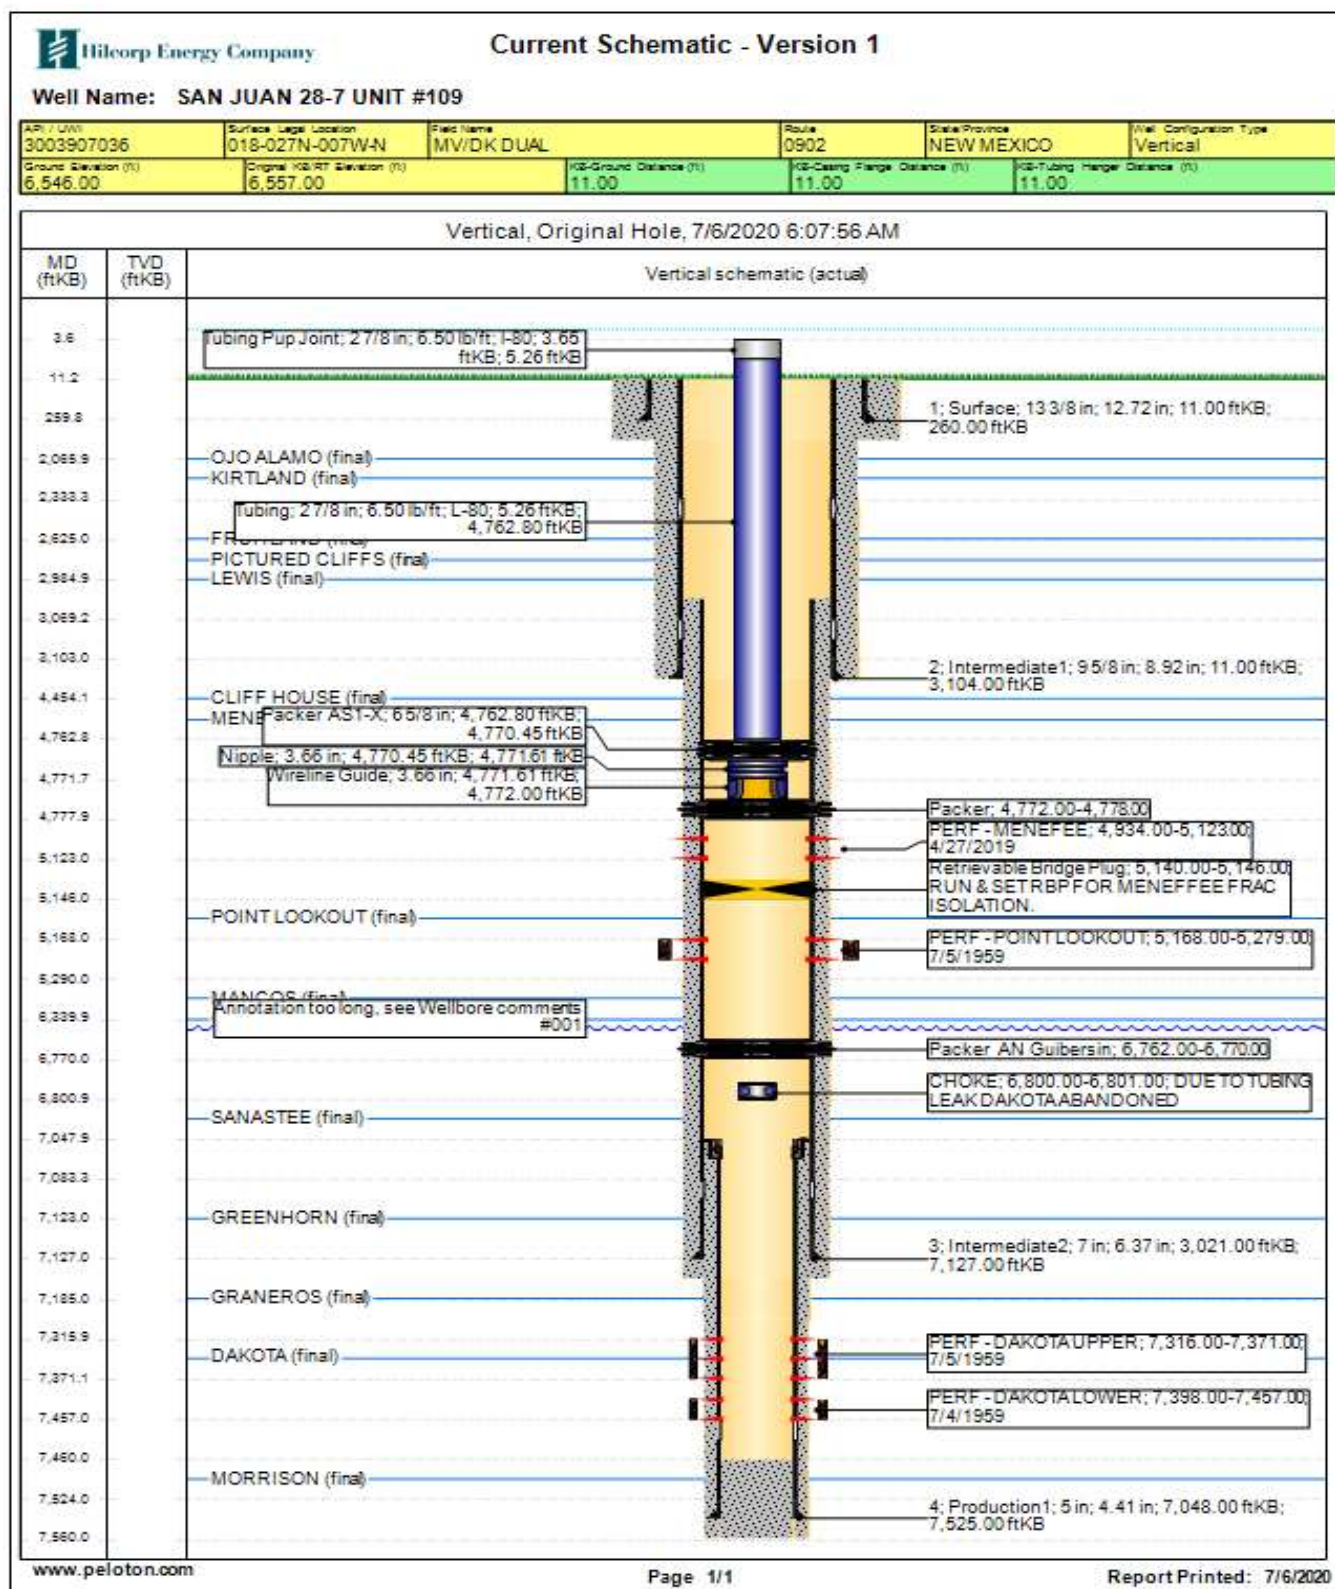 Hilcorp Energy Company
Current Schematic - Version 1
Well Name: SAN JUAN 28-7 UNIT #109
API / UWI
3003907036
Surface Legal Location
018-027N-007W-N
Field Name
MV/DK DUAL
Route
0902
State/Province
NEW MEXICO
Well Configuration Type
Vertical
Ground Elevation (ft)
6,546.00
Original KB/RT Elevation (ft)
6,557.00
KB-Ground Distance (ft)
11.00
KB-Casing Flange Distance (ft)
11.00
KB-Tubing Hanger Distance (ft)
11.00
Vertical, Original Hole, 7/6/2020 6:07:56 AM
MD
(ftKB)
TVD
(ftKB)
Vertical schematic (actual)
3.6
11.2
259.8
2,065.9
2,333.3
2,625.0
2,984.9
3,069.2
3,103.0
4,454.1
4,762.8
4,771.7
4,777.9
5,123.0
5,146.0
5,168.0
5,290.0
6,339.9
6,770.0
6,800.9
7,047.9
7,083.3
7,123.0
7,127.0
7,185.0
7,315.9
7,371.1
7,457.0
7,480.0
7,524.0
7,560.0
Tubing Pup Joint; 2 7/8 in; 6.50 lb/ft; I-80; 3.65
ftKB; 5.26 ftKB
OJO ALAMO (final)
KIRTLAND (final)
Tubing; 2 7/8 in; 6.50 lb/ft; L-80; 5.26 ftKB;
4,762.80 ftKB
FRUITLAND (final)
PICTURED CLIFFS (final)
LEWIS (final)
CLIFF HOUSE (final)
MENE
Packer AS1-X; 6 5/8 in; 4,762.80 ftKB;
4,770.45 ftKB
Nipple; 3.66 in; 4,770.45 ftKB; 4,771.61 ftKB
Wireline Guide; 3.66 in; 4,771.61 ftKB;
4,772.00 ftKB
POINT LOOKOUT (final)
MANCOS (final)
Annotation too long, see Wellbore comments
#001
SANASTEE (final)
GREENHORN (final)
GRANEROS (final)
DAKOTA (final)
MORRISON (final)
1; Surface; 13 3/8 in; 12.72 in; 11.00 ftKB;
260.00 ftKB
2; Intermediate1; 9 5/8 in; 8.92 in; 11.00 ftKB;
3,104.00 ftKB
Packer; 4,772.00-4,778.00
PERF - MENEFEE; 4,934.00-5,123.00;
4/27/2019
Retrievable Bridge Plug; 5,140.00-5,146.00;
RUN & SET RBP FOR MENEFFEE FRAC
ISOLATION.
PERF - POINT LOOKOUT; 5,168.00-5,279.00;
7/5/1959
Packer AN Guibersin; 6,762.00-6,770.00
CHOKE; 6,800.00-6,801.00; DUE TO TUBING
LEAK DAKOTA ABANDONED
3; Intermediate2; 7 in; 6.37 in; 3,021.00 ftKB;
7,127.00 ftKB
PERF - DAKOTA UPPER; 7,316.00-7,371.00;
7/5/1959
PERF - DAKOTA LOWER; 7,398.00-7,457.00;
7/4/1959
4; Production1; 5 in; 4.41 in; 7,048.00 ftKB;
7,525.00 ftKB
www.peloton.com
Page 1/1
Report Printed: 7/6/2020